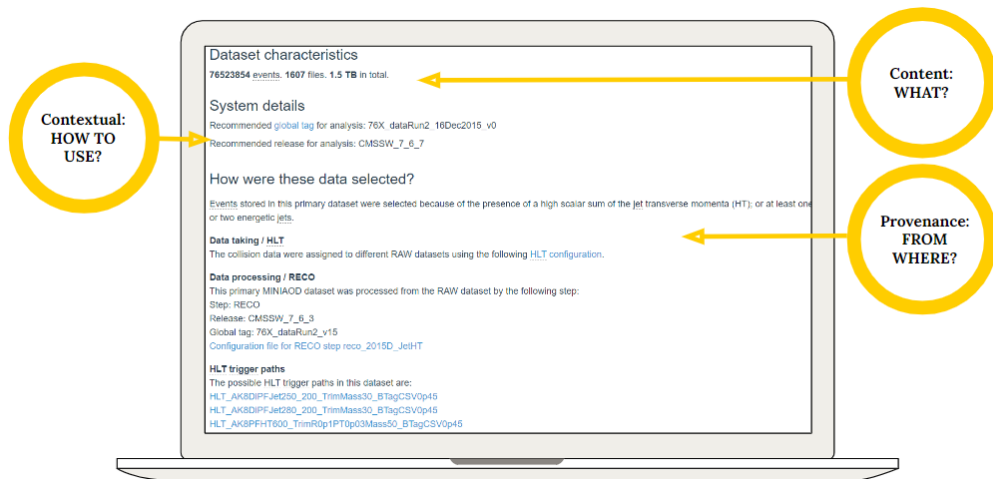 Dataset characteristics
76523854 events. 1607 files. 1.5 TB in total.
System details
Recommended global tag for analysis: 76X_dataRun2_16Dec2015_v0
Recommended release for analysis: CMSSW_7_6_7
How were these data selected?
Events stored in this primary dataset were selected because of the presence of a high scalar sum of the jet transverse momenta (HT); or at least one
or two energetic jets.
Data taking / HLT
The collision data were assigned to different RAW datasets using the following HLT configuration.
Data processing / RECO
This primary MINIAOD dataset was processed from the RAW dataset by the following step:
Step: RECO
Release: CMSSW_7_6_3
Global tag: 76X_dataRun2_v15
Configuration file for RECO step reco_2015D_JetHT
HLT trigger paths
The possible HLT trigger paths in this dataset are:
HLT_AK8DiPFJet250_200_TrimMass30_BTagCSV0p45
HLT_AK8DiPFJet280_200_TrimMass30_BTagCSV0p45
HLT_AK8PFHT600_TrimR0p1PT0p03Mass50_BTagCSV0p45
Contextual:
HOW TO
USE?
Content:
WHAT?
Provenance:
FROM
WHERE?